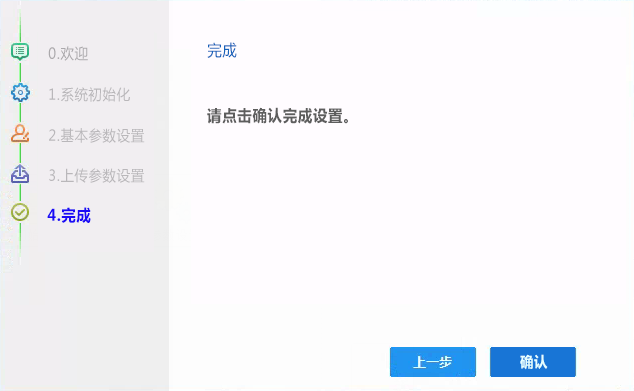 0.欢迎
1.系统初始化
2.基本参数设置
3.上传参数设置
4.完成
完成
请点击确认完成设置。
上一步
确认